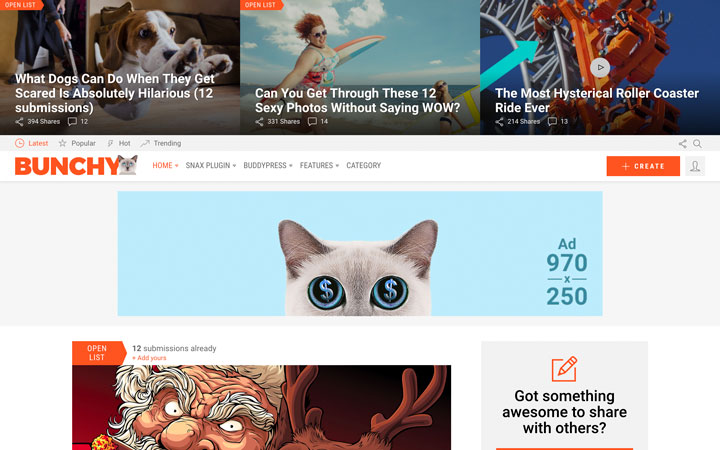 OPEN LIST
What Dogs Can Do When They Get
Scared Is Absolutely Hilarious (12
submissions)
394 Shares 12
OPEN LIST
Can You Get Through These 12
Sexy Photos Without Saying WOW?
331 Shares 14
The Most Hysterical Roller Coaster
Ride Ever
214 Shares 13
Latest Popular Hot Trending
BUNCHY
HOME SNAX PLUGIN BUDDYPRESS FEATURES CATEGORY
+ CREATE
$ $
Ad
970
x
250
OPEN
LIST
12 submissions already
+ Add yours
Got something
awesome to share
with others?